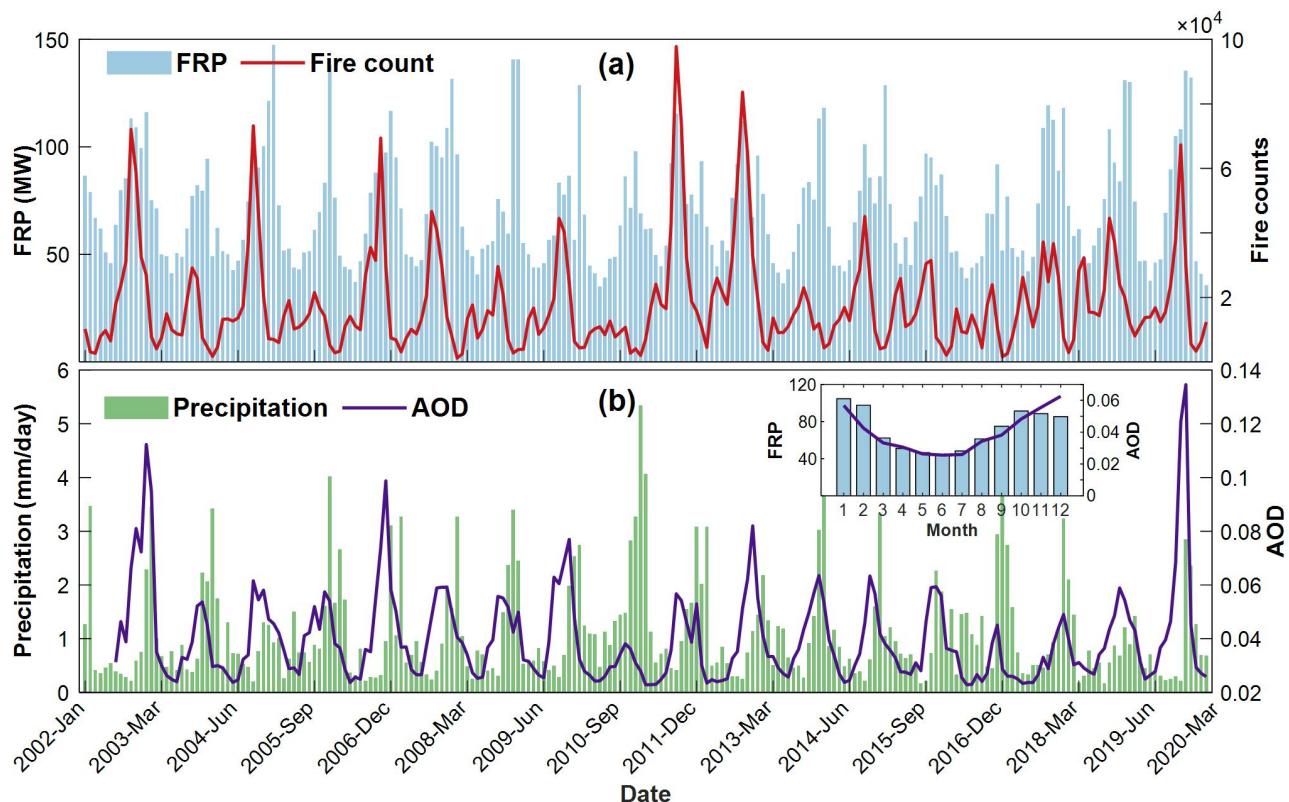 ×10⁴
150
FRP
Fire count
(a)
10
100
6
50
2
0
FRP (MW)
Fire counts
6
Precipitation
AOD
(b)
0.14
5
0.12
4
0.1
3
0.08
2
0.06
1
0.04
0
0.02
Precipitation (mm/day)
AOD
120
80
40
FRP
0.06
0.04
0.02
0
AOD
1 2 3 4 5 6 7 8 9 10 11 12
Month
2002-Jan
2003-Mar
2004-Jun
2005-Sep
2006-Dec
2008-Mar
2009-Jun
2010-Sep
2011-Dec
2013-Mar
2014-Jun
2015-Sep
2016-Dec
2018-Mar
2019-Jun
2020-Mar
Date